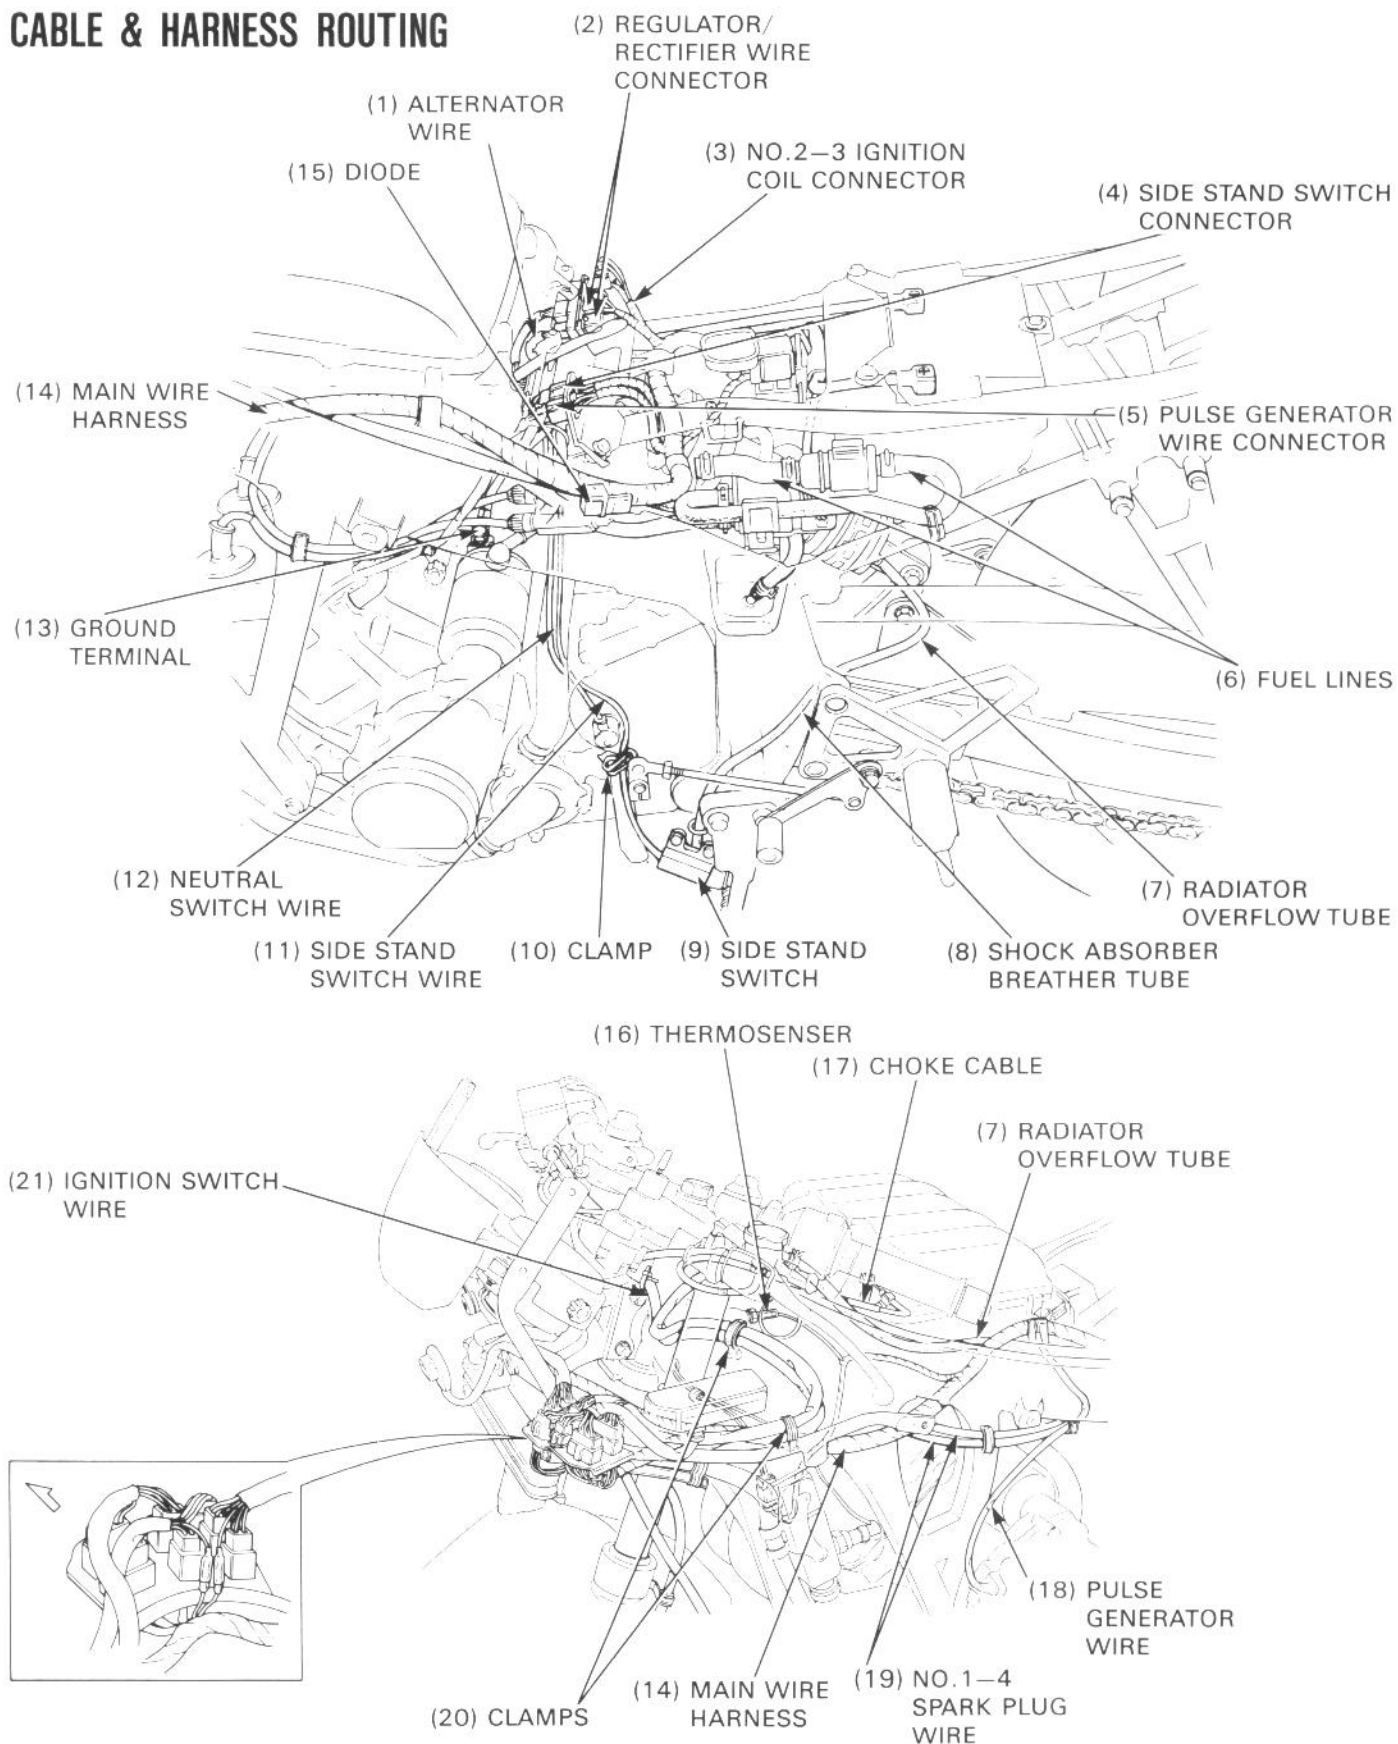 CABLE & HARNESS ROUTING
(2) REGULATOR/
RECTIFIER WIRE
CONNECTOR
(1) ALTERNATOR
WIRE
(3) NO.2—3 IGNITION
COIL CONNECTOR
(15) DIODE
(4) SIDE STAND SWITCH
CONNECTOR
(14) MAIN WIRE
HARNESS
(5) PULSE GENERATOR
WIRE CONNECTOR
(13) GROUND
TERMINAL
(6) FUEL LINES
(12) NEUTRAL
SWITCH WIRE
(7) RADIATOR
OVERFLOW TUBE
(11) SIDE STAND
SWITCH WIRE
(10) CLAMP
(9) SIDE STAND
SWITCH
(8) SHOCK ABSORBER
BREATHER TUBE
(16) THERMOSENSER
(17) CHOKE CABLE
(7) RADIATOR
OVERFLOW TUBE
(21) IGNITION SWITCH
WIRE
(18) PULSE
GENERATOR
WIRE
(19) NO.1—4
SPARK PLUG
WIRE
(14) MAIN WIRE
HARNESS
(20) CLAMPS